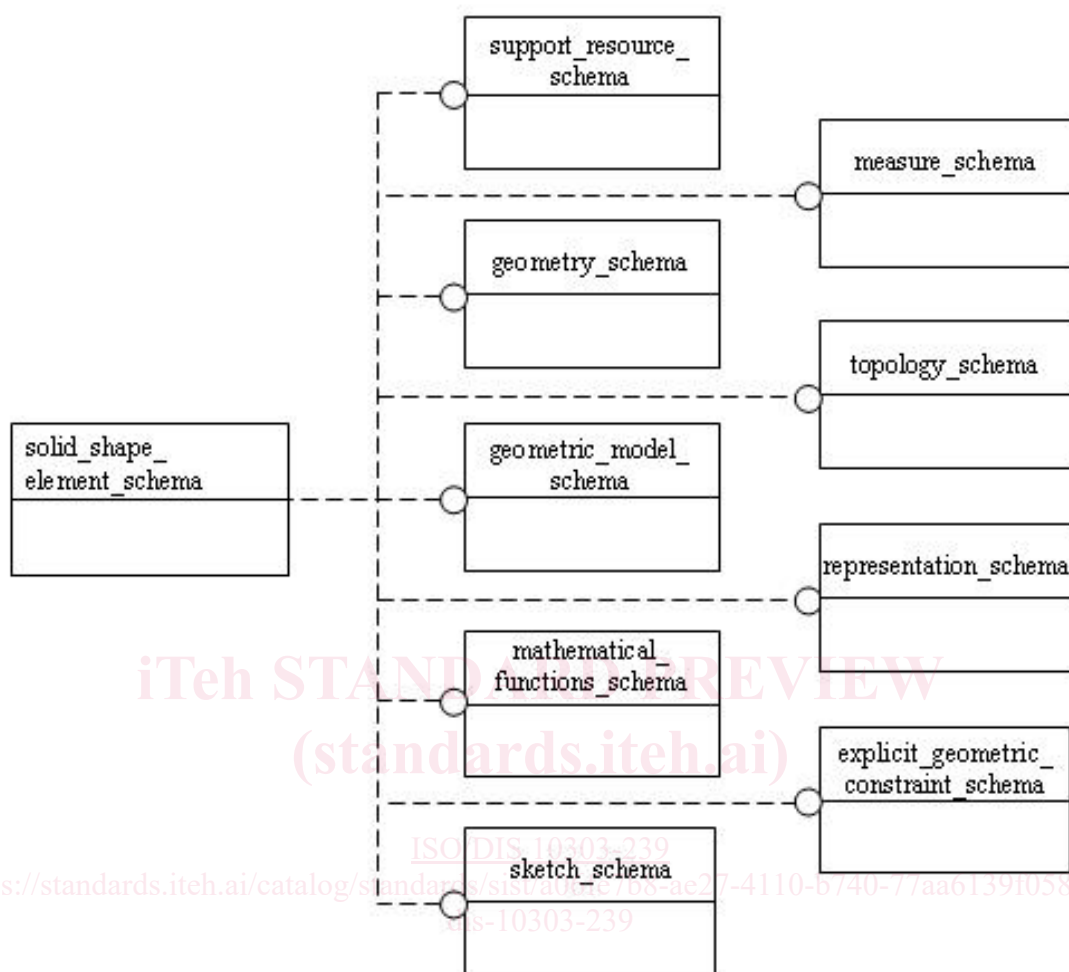 support_resource_
schema
measure_schema
geometry_schema
topology_schema
solid_shape_
element_schema
geometric_model_
schema
representation_schema
mathematical_
functions_schema
iTeh STANDARD PREVIEW
(standards.iteh.ai)
explicit_geometric_
constraint_schema
sketch_schema
ISO/DIS 10303-239
dis-10303-239